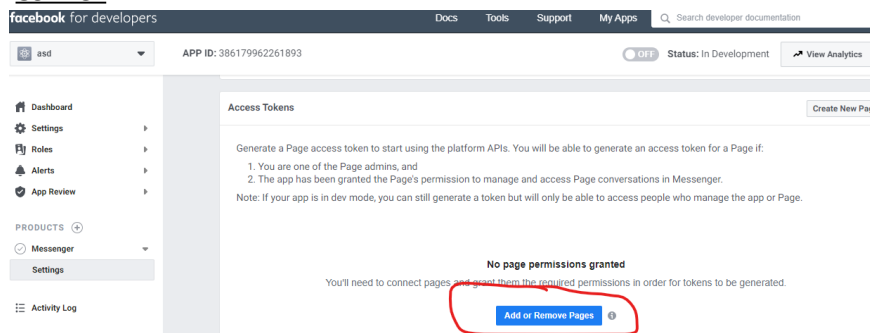 facebook for developers
Docs
Tools
Support
My Apps
Search developer documentation
asd
APP ID: 386179962261893
OFF
Status: In Development
View Analytics
Dashboard
Settings
Roles
Alerts
App Review
PRODUCTS
Messenger
Settings
Activity Log
Access Tokens
Create New Pag
Generate a Page access token to start using the platform APIs. You will be able to generate an access token for a Page if:
1. You are one of the Page admins, and
2. The app has been granted the Page's permission to manage and access Page conversations in Messenger.
Note: If your app is in dev mode, you can still generate a token but will only be able to access people who manage the app or Page.
No page permissions granted
You'll need to connect pages and grant them the required permissions in order for tokens to be generated.
Add or Remove Pages